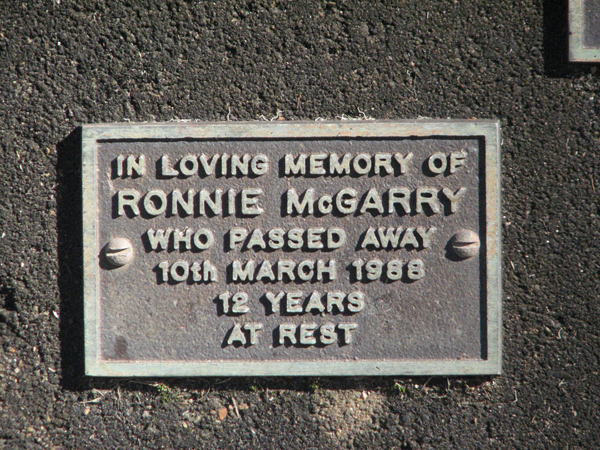 IN LOVING MEMORY OF
RONNIE McGARRY
WHO PASSED AWAY
10th MARCH 1988
12 YEARS
AT REST